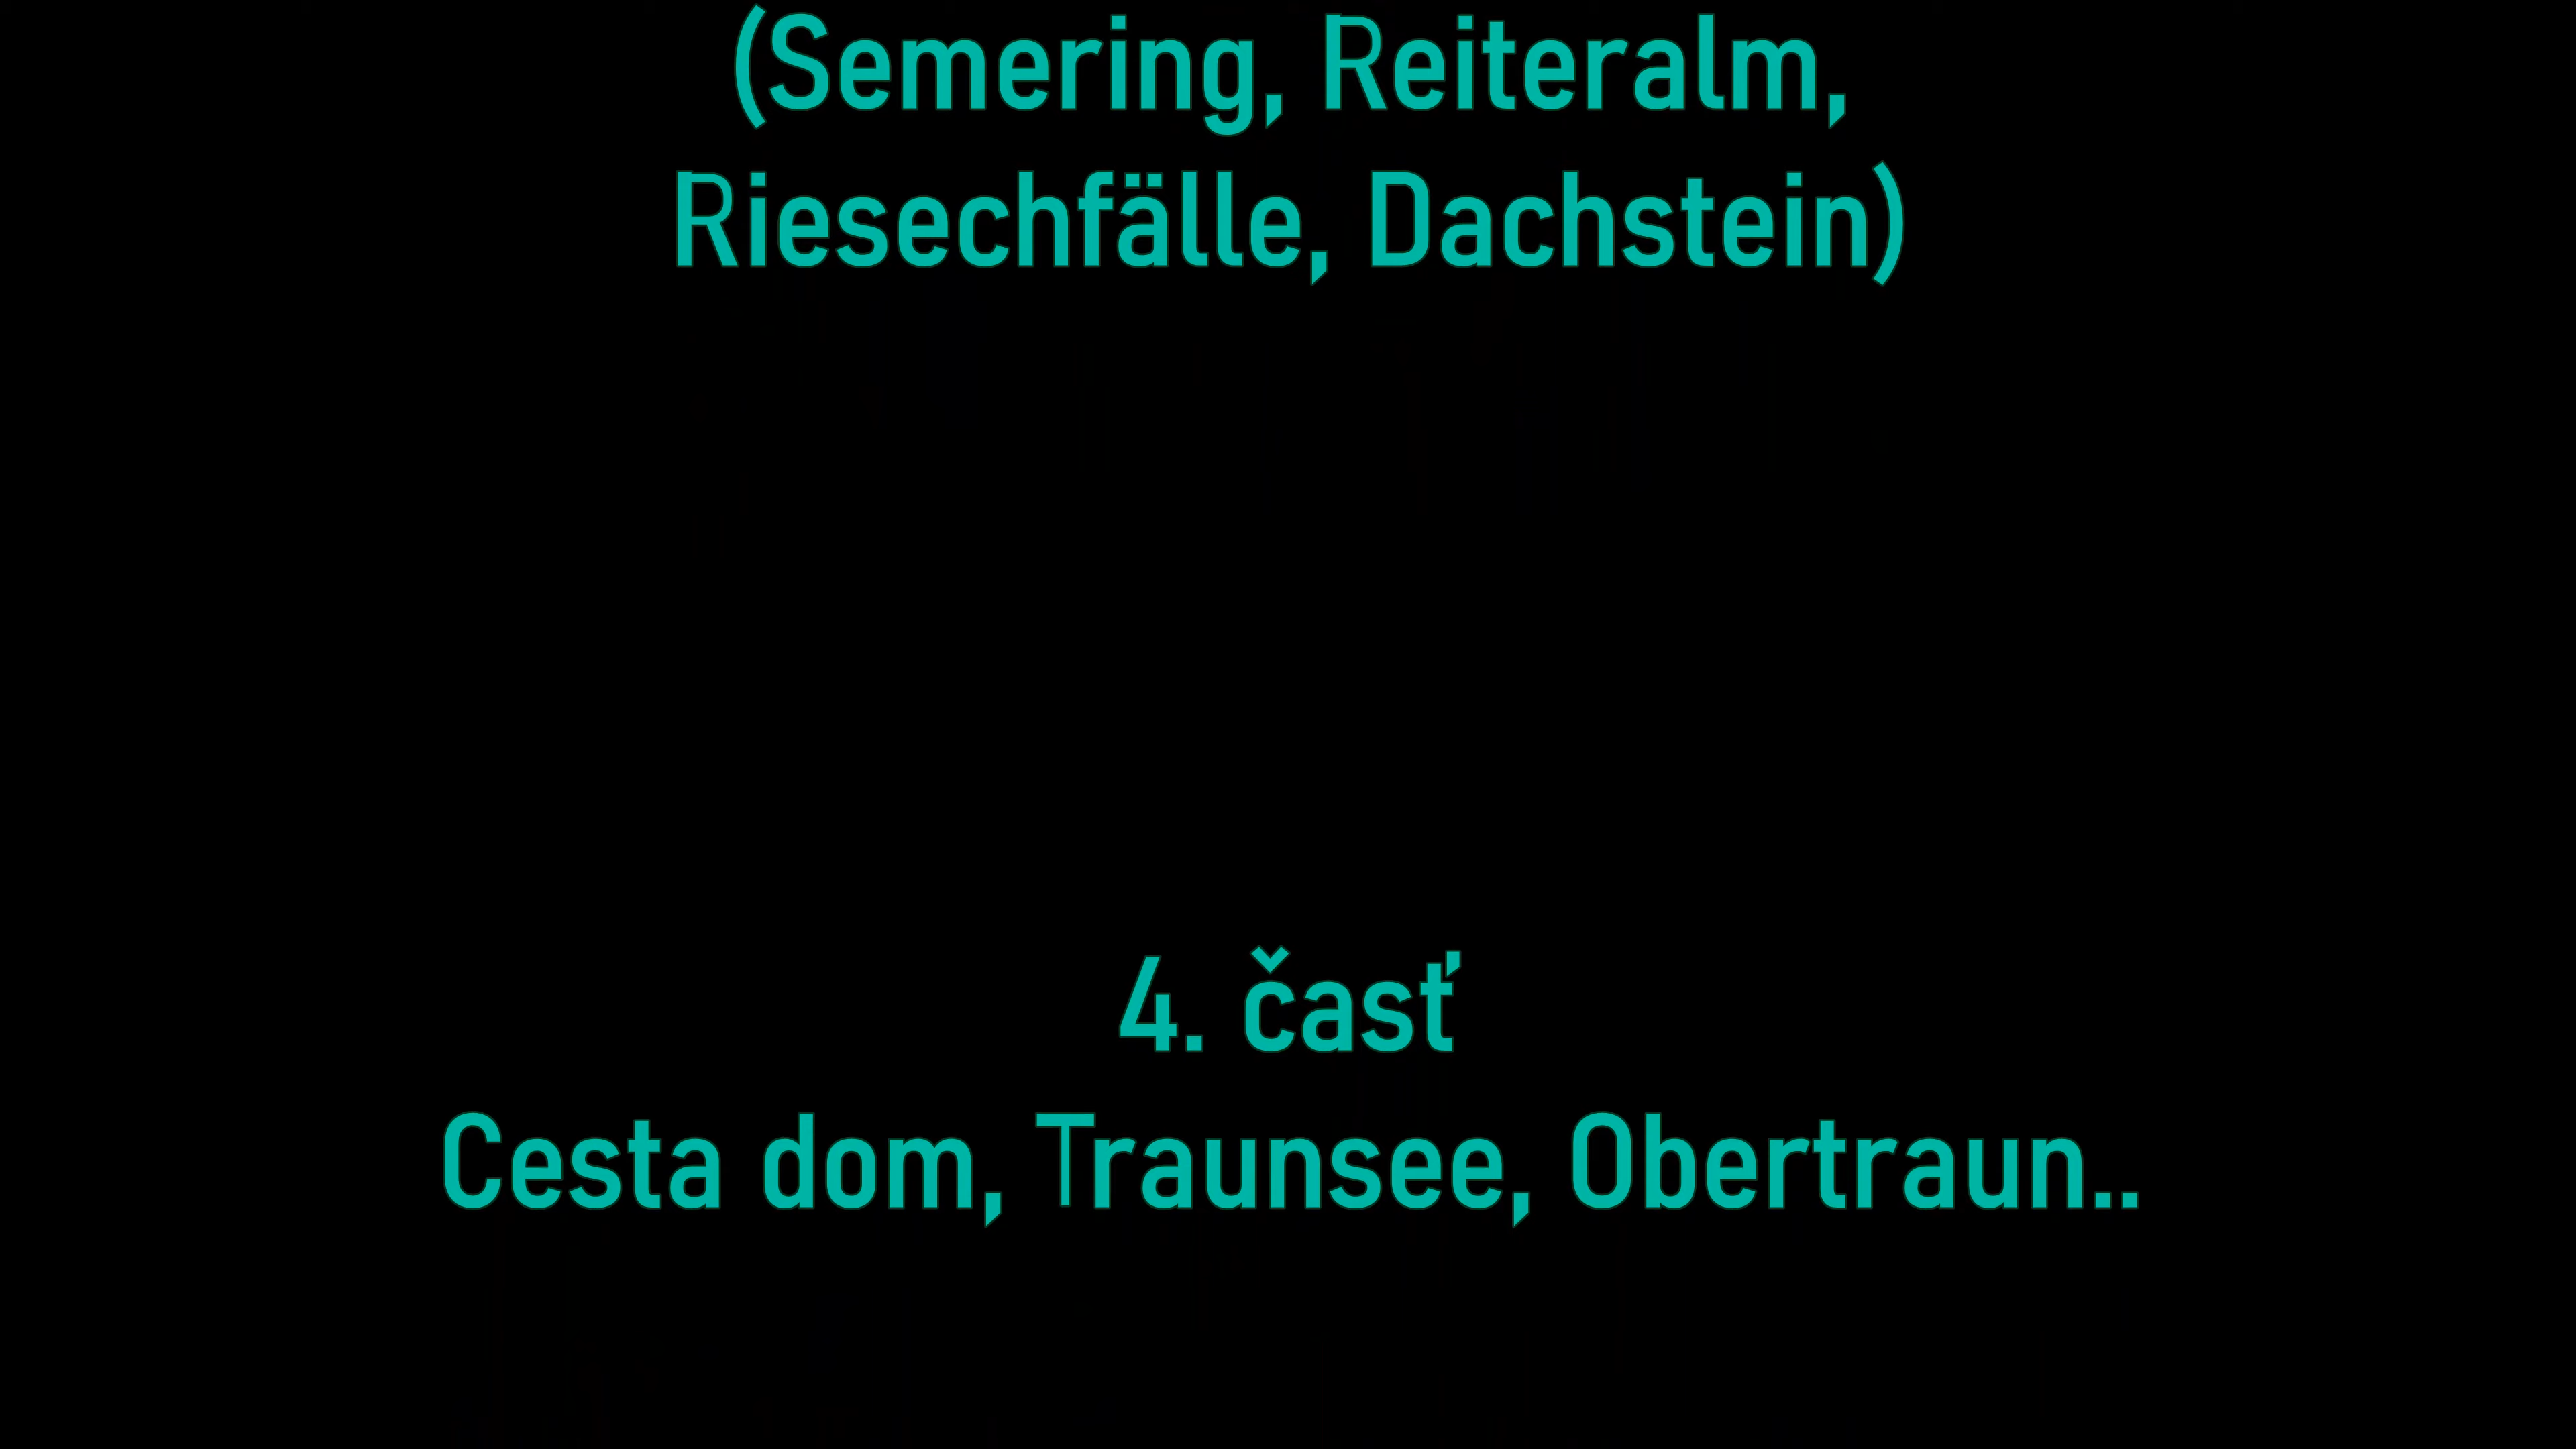 (Semering, Reiteralm,
Riesechfälle, Dachstein)
4. časť
Cesta dom, Traunsee, Obertraun..